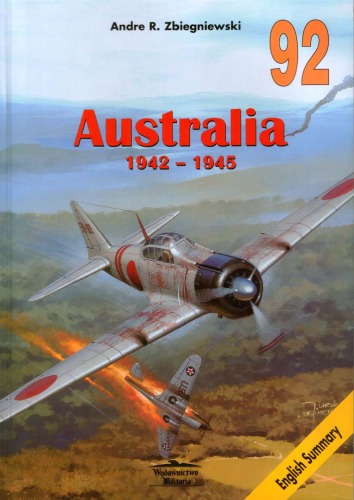 Andre R. Zbiegniewski
92
Australia
1942 - 1945
Wydawnictwo
Militaria
English Summary